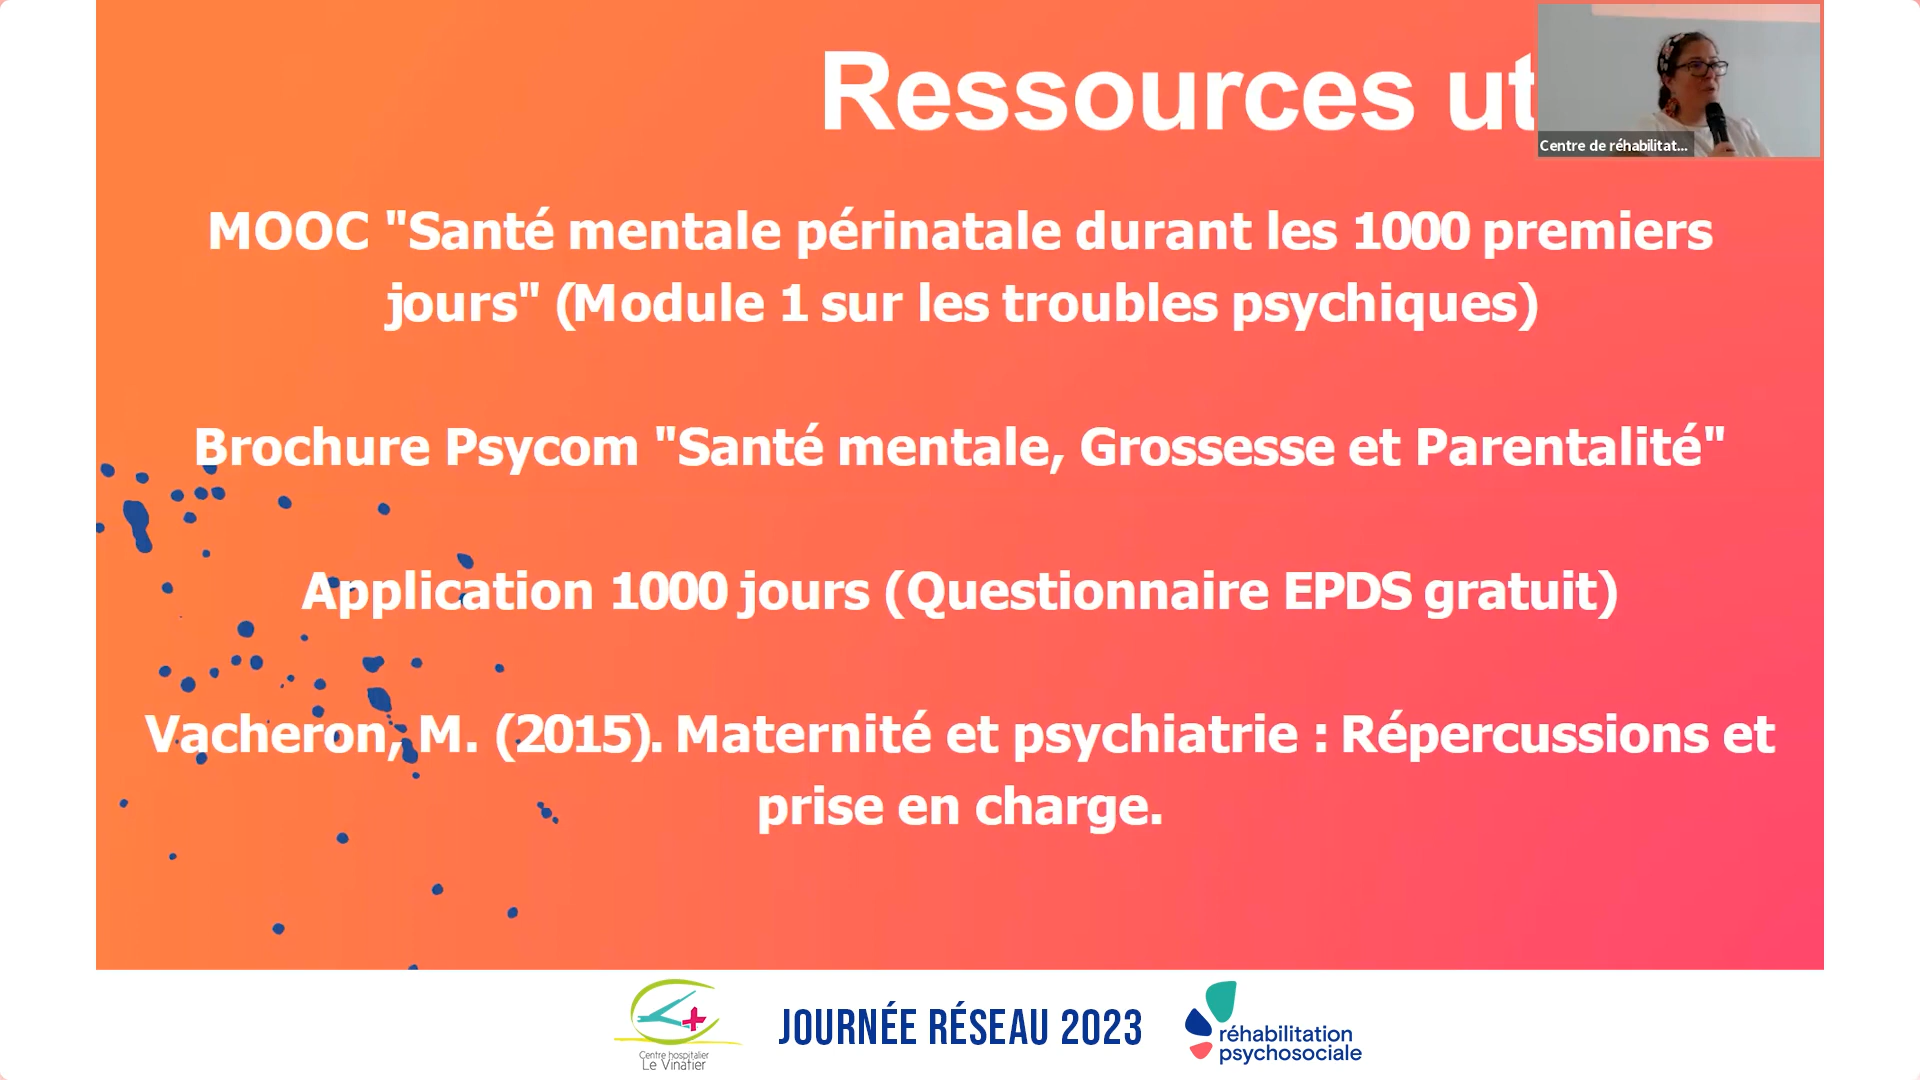 Ressources ut
Centre de réhabilitat...
MOOC "Santé mentale périnatale durant les 1000 premiers
jours" (Module 1 sur les troubles psychiques)
Brochure Psycom "Santé mentale, Grossesse et Parentalité"
Application 1000 jours (Questionnaire EPDS gratuit)
Vacheron, M. (2015). Maternité et psychiatrie : Répercussions et
prise en charge.
Centre hospitalier
Le Vinatier
JOURNÉE RÉSEAU 2023
réhabilitation
psychosociale